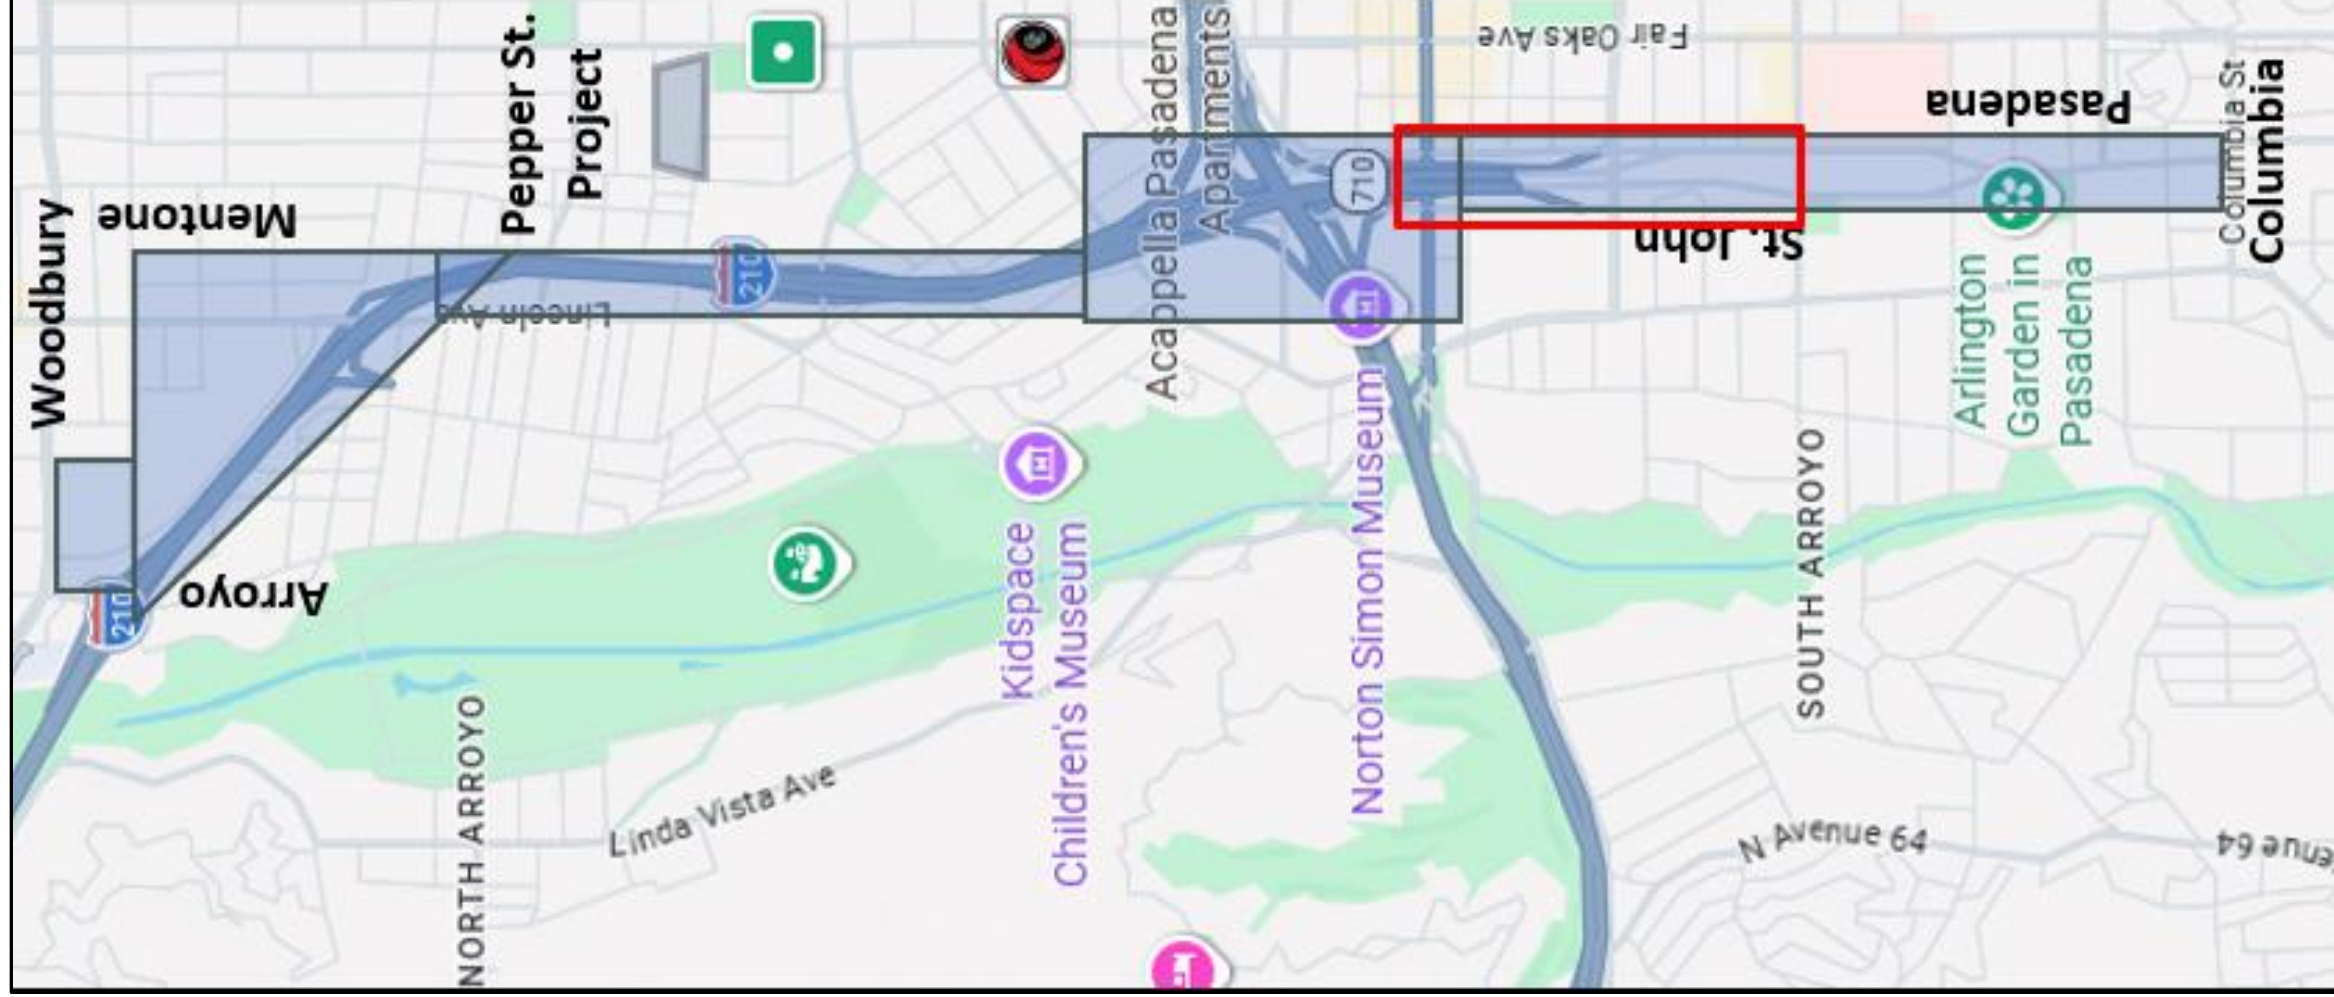 Woodbury
Mentone
Arroyo
210
Lincoln Ave
Pepper St.
Project
210
Acappella Pasadena
Apartments
710
Fair Oaks Ave
Pasadena
St. John
Columbia St
Columbia
Arlington
Garden in
Pasadena
Kidspace
Children's Museum
Norton Simon Museum
NORTH ARROYO
SOUTH ARROYO
Linda Vista Ave
N Avenue 64
64